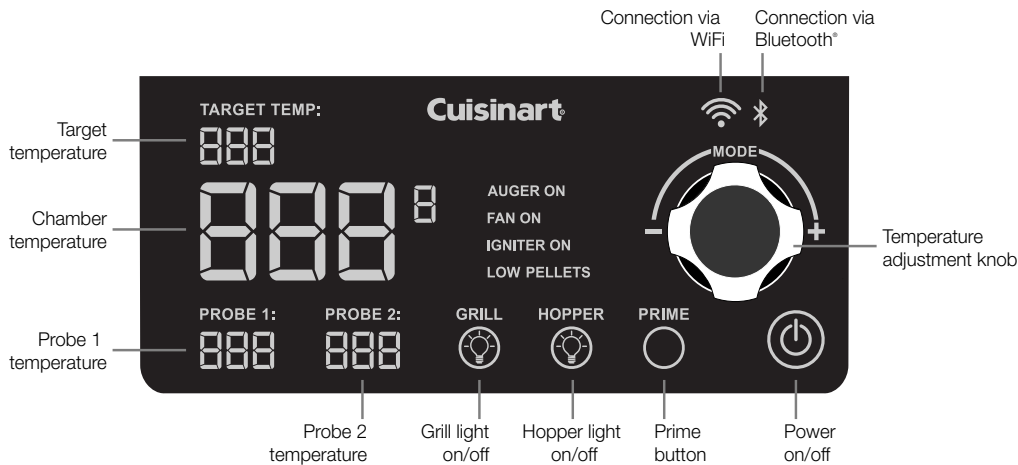 Connection via
WiFi
Connection via
Bluetooth®
TARGET TEMP:
Cuisinart
Target
temperature
888
MODE
Chamber
temperature
888
8
AUGER ON
FAN ON
IGNITER ON
LOW PELLETS
- +
Temperature
adjustment knob
PROBE 1:
PROBE 2:
GRILL
HOPPER
PRIME
Probe 1
temperature
888
888
Probe 2
temperature
Grill light
on/off
Hopper light
on/off
Prime
button
Power
on/off